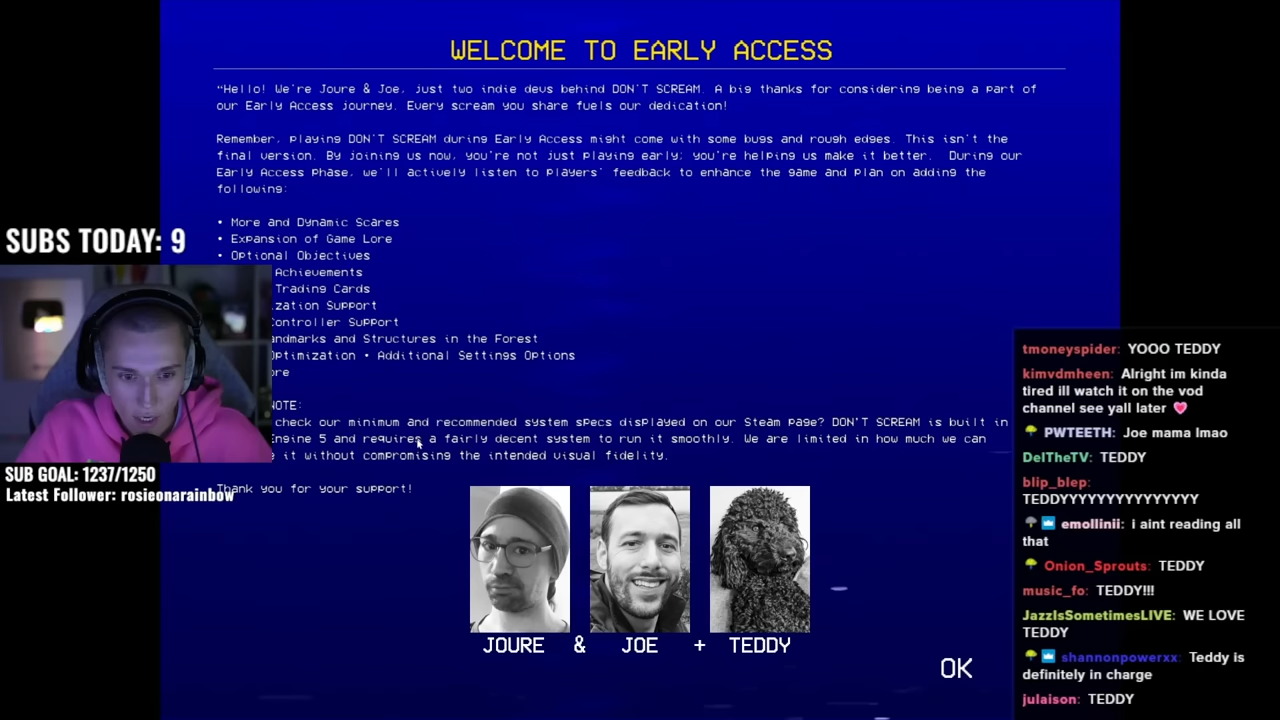 WELCOME TO EARLY ACCESS
"Hello! We're Joure & Joe, just two indie devs behind DON'T SCREAM. A big thanks for considering being a part of
our Early Access journey. Every scream you share fuels our dedication!
Remember, playing DON'T SCREAM during Early Access might come with some bugs and rough edges. This isn't the
final version. By joining us now, you're not just playing early; you're helping us make it better. During our
Early Access phase, we'll actively listen to players' feedback to enhance the game and plan on adding the
following:
• More and Dynamic Scares
• Expansion of Game Lore
• Optional Objectives
Achievements
Trading Cards
zation Support
Controller Support
andmarks and Structures in the Forest
Optimization • Additional Settings Options
ore
NOTE:
check our minimum and recommended system specs displayed on our Steam page? DON'T SCREAM is built in
Engine 5 and requires a fairly decent system to run it smoothly. We are limited in how much we can
it without compromising the intended visual fidelity.
Thank you for your support!
JOURE & JOE + TEDDY
OK
SUBS TODAY: 9
SUB GOAL: 1237/1250
Latest Follower: rosieonarainbow
tmoneyspider: YOOO TEDDY
kimvdmheen: Alright im kinda
tired ill watch it on the vod
channel see yall later 💗
PWTEETH: Joe mama lmao
DelTheTV: TEDDY
blip_blep:
TEDDYYYYYYYYYYYYYYY
emollinii: i aint reading all
that
Onion_Sprouts: TEDDY
music_fo: TEDDY!!!
JazzIsSometimesLIVE: WE LOVE
TEDDY
shannonpowerxx: Teddy is
definitely in charge
julaison: TEDDY